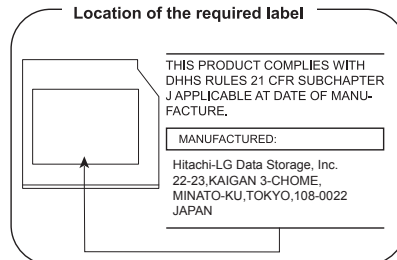 Location of the required label
THIS PRODUCT COMPLIES WITH
DHHS RULES 21 CFR SUBCHAPTER
J APPLICABLE AT DATE OF MANU-
FACTURE.
MANUFACTURED:
Hitachi-LG Data Storage, Inc.
22-23,KAIGAN 3-CHOME,
MINATO-KU,TOKYO,108-0022
JAPAN